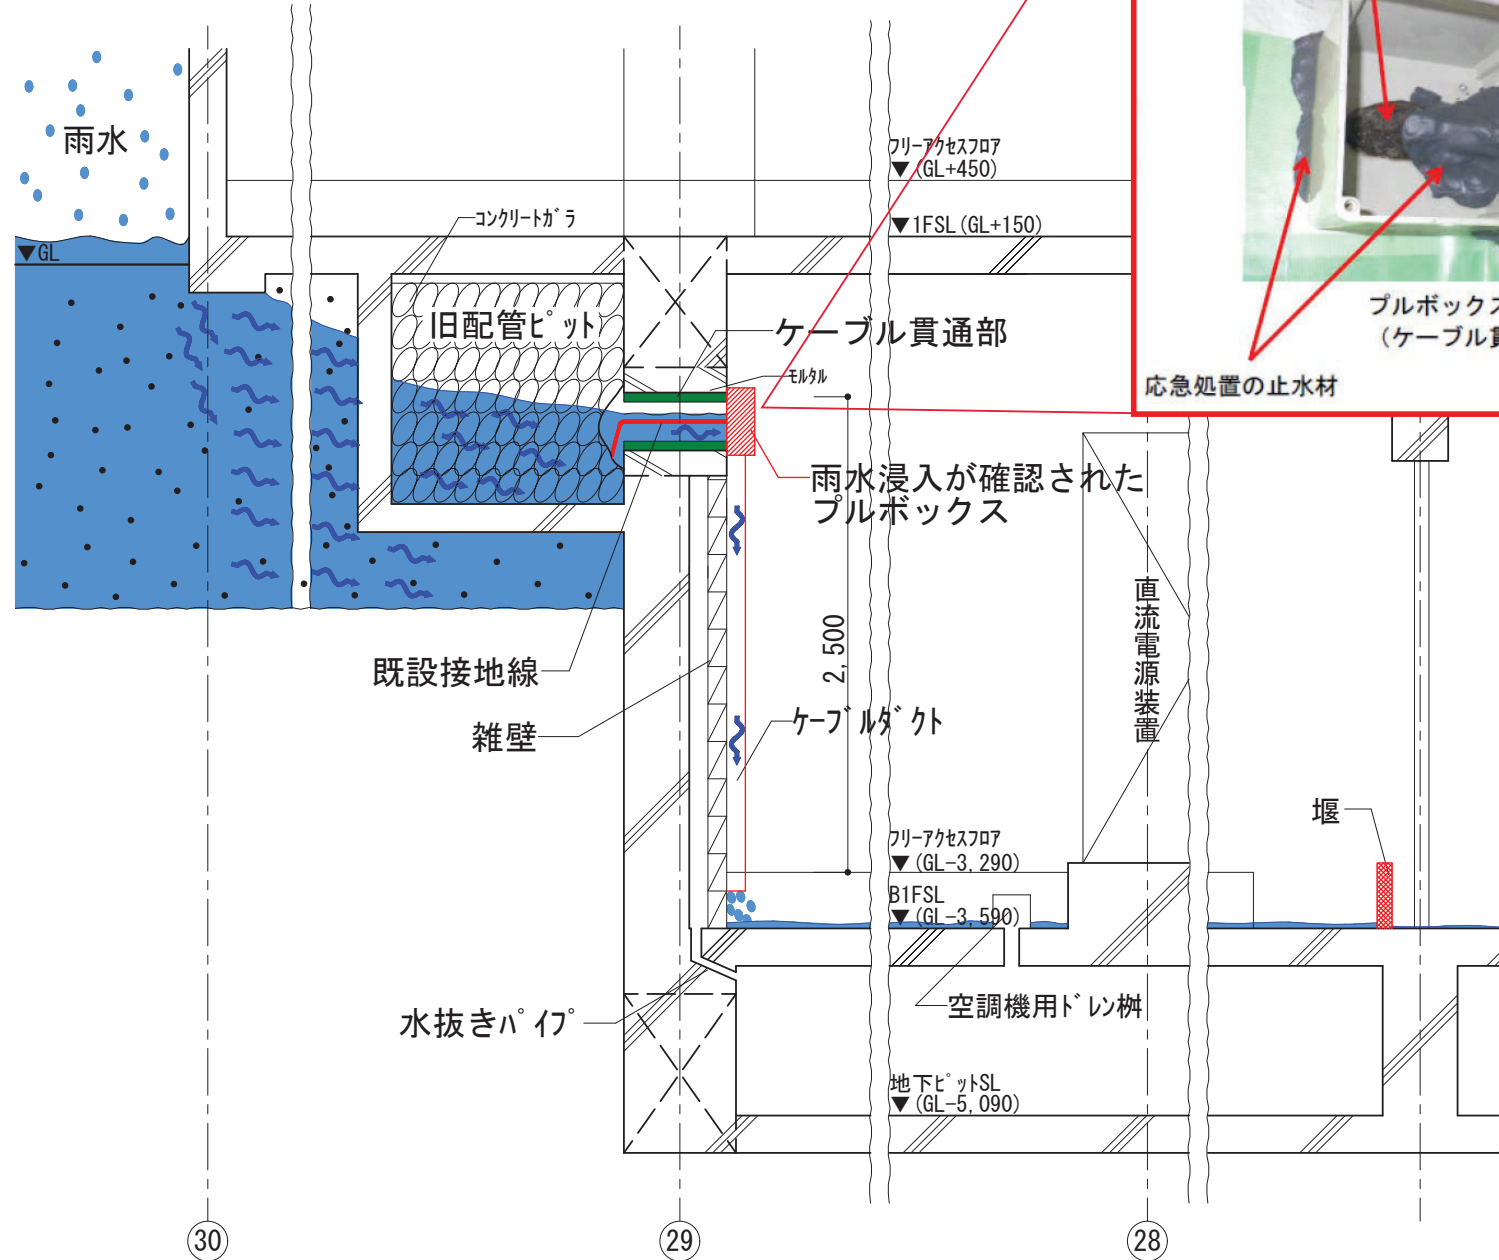 雨水
▼GL
コンクリートガラ
旧配管ピット
フリーアクセスフロア
▼(GL+450)
▼1FSL(GL+150)
ケーブル貫通部
モルタル
プルボックス
(ケーブル貫
応急処置の止水材
雨水浸入が確認された
プルボックス
既設接地線
雑壁
2,500
ケーブルダクト
直流電源装置
堰
フリーアクセスフロア
▼(GL−3,290)
B1FSL
▼(GL−3,590)
水抜きパイプ
空調機用ドレン桝
地下ピットSL
▼(GL−5,090)
30
29
28